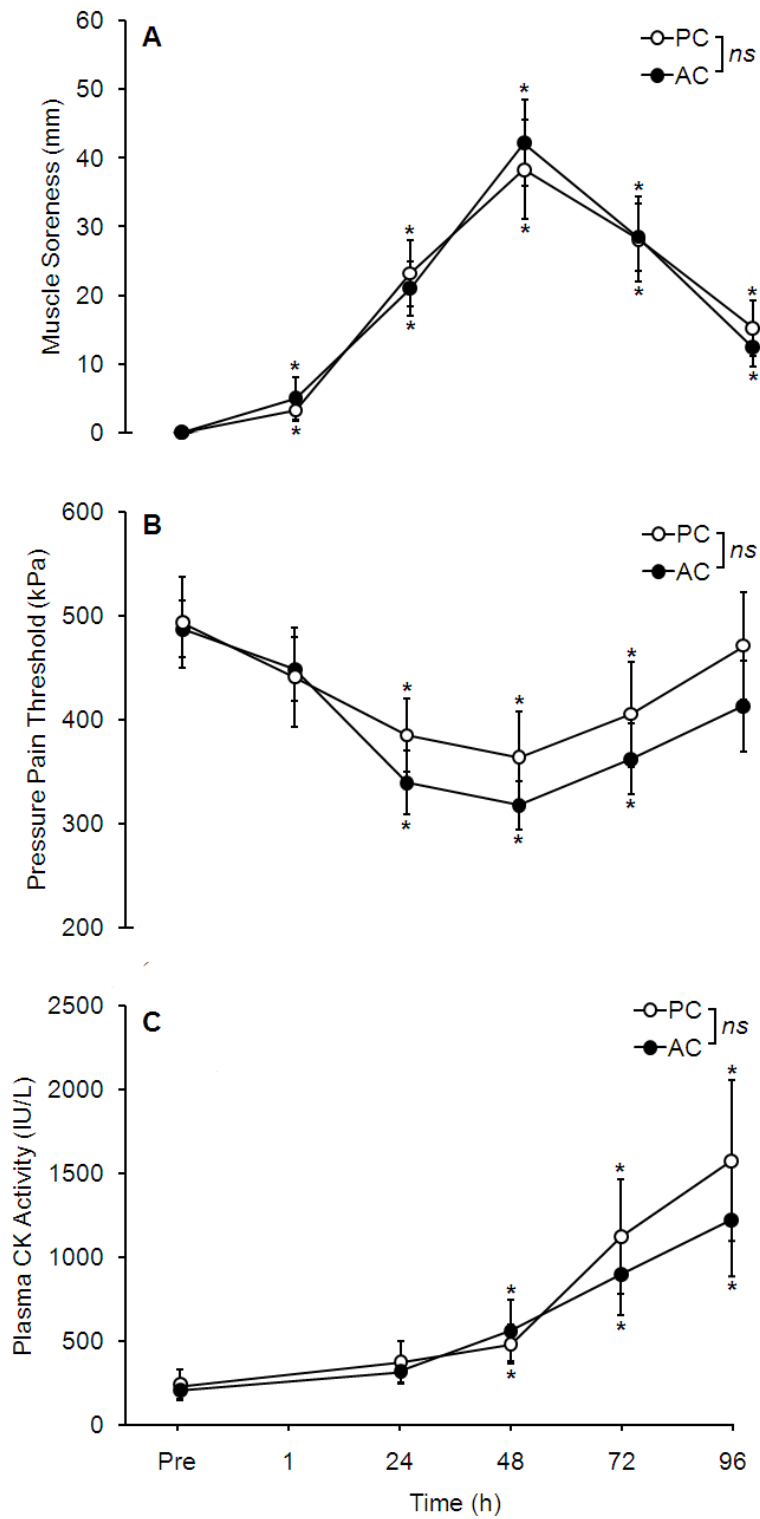 A
PC
AC
ns
Muscle Soreness (mm)
60
50
40
30
20
10
0
* * * * *
* * * * *
B
PC
AC
ns
Pressure Pain Threshold (kPa)
600
500
400
300
200
* * *
* * *
C
PC
AC
ns
Plasma CK Activity (IU/L)
2500
2000
1500
1000
500
0
* * *
* * *
Pre 1 24 48 72 96
Time (h)